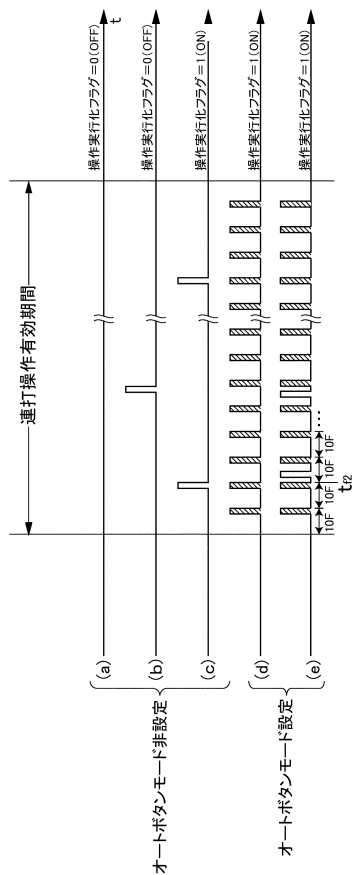 連打操作有効期間
t
オートボタンモード非設定
(a)
操作実行化フラグ=0(OFF)
(b)
操作実行化フラグ=0(OFF)
(c)
操作実行化フラグ=1(ON)
オートボタンモード設定
(d)
操作実行化フラグ=1(ON)
(e)
操作実行化フラグ=1(ON)
10F 10F 10F 10F ...
tf2